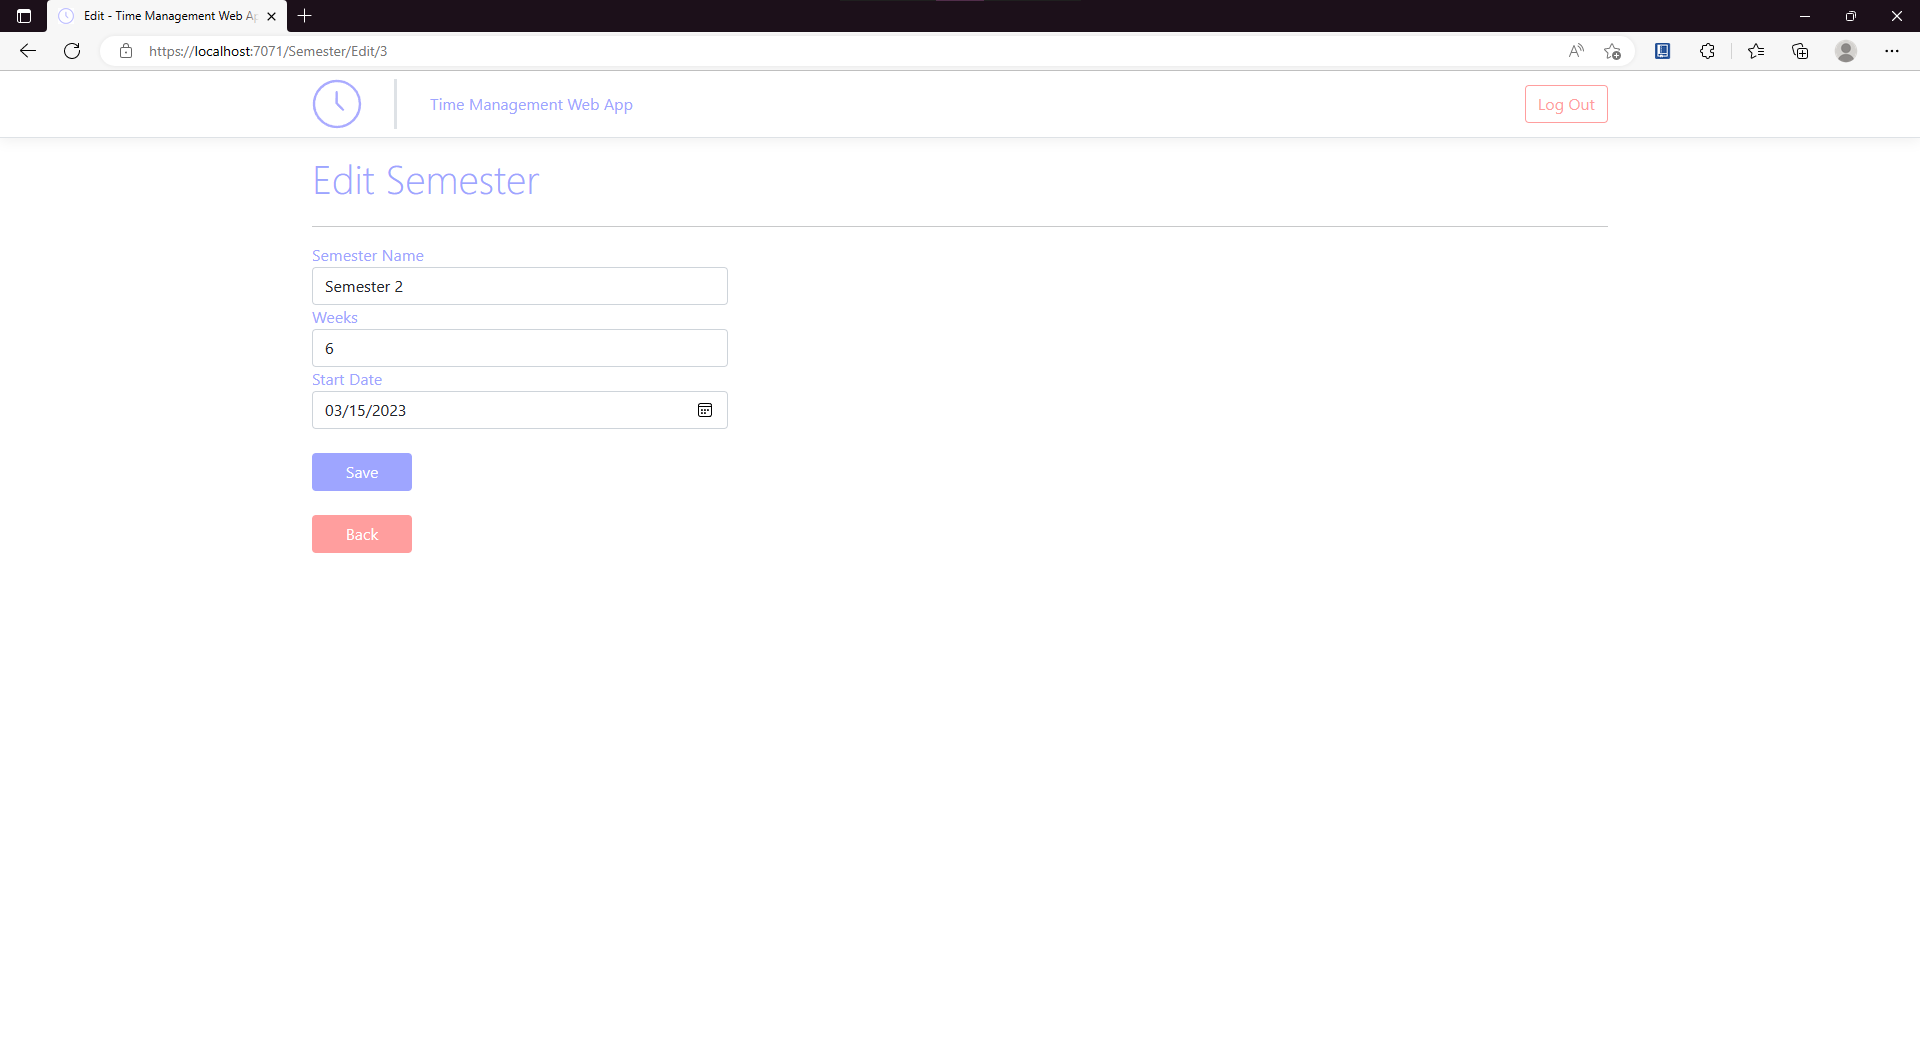 Edit - Time Management Web Ap
https://localhost:7071/Semester/Edit/3
Time Management Web App
Log Out
Edit Semester
Semester Name
Semester 2
Weeks
6
Start Date
03/15/2023
Save
Back